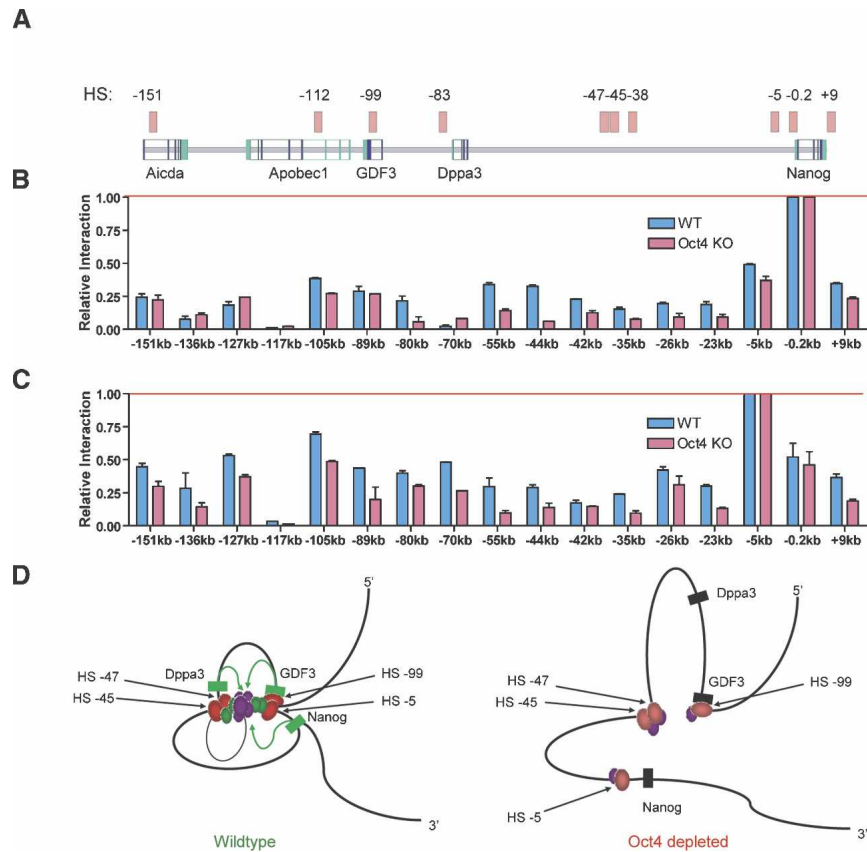 A
HS: -151 -112 -99 -83 -47 -45 -38 -5 -0.2 +9
Aicda Apobec1 GDF3 Dppa3 Nanog
B
Relative Interaction
1.00
0.75
0.50
0.25
0
WT
Oct4 KO
-151kb -136kb -127kb -117kb -105kb -89kb -80kb -70kb -55kb -44kb -42kb -35kb -26kb -23kb -5kb -0.2kb +9kb
C
Relative Interaction
1.00
0.75
0.50
0.25
0
WT
Oct4 KO
-151kb -136kb -127kb -117kb -105kb -89kb -80kb -70kb -55kb -44kb -42kb -35kb -26kb -23kb -5kb -0.2kb +9kb
D
5'
Dppa3
GDF3
HS -47
HS -45
HS -99
HS -5
Nanog
3'
Wildtype
Dppa3
5'
GDF3
HS -47
HS -45
HS -99
HS -5
Nanog
3'
Oct4 depleted